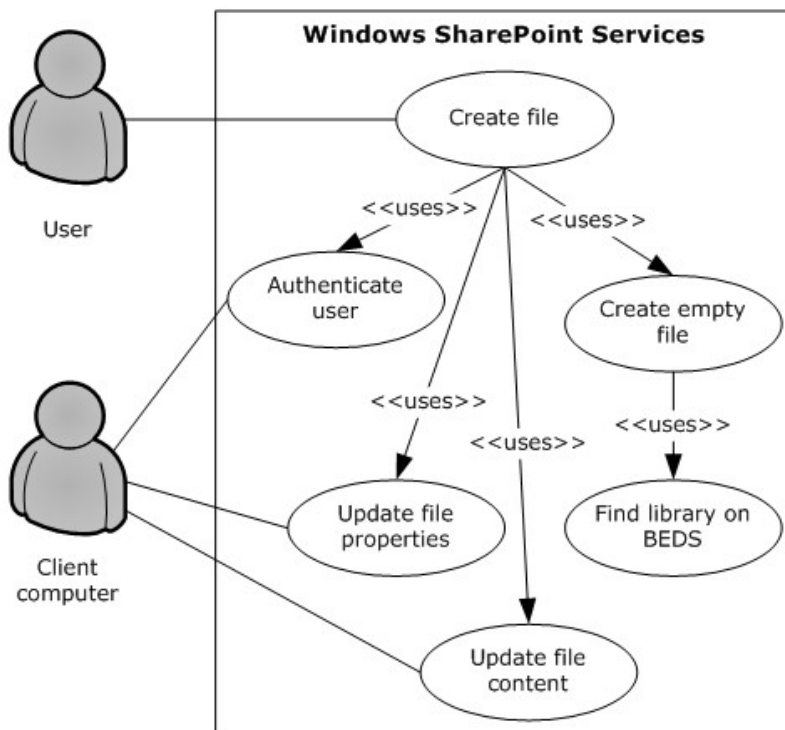 Windows SharePoint Services
Create file
User
<<uses>>
<<uses>>
Authenticate
user
Create empty
file
<<uses>>
<<uses>>
<<uses>>
Update file
properties
Find library on
BEDS
Client
computer
Update file
content